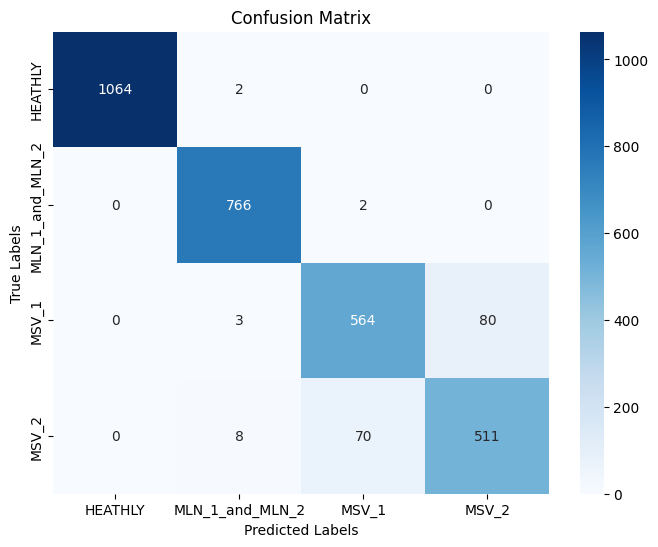 Confusion Matrix
True Labels
HEATHLY
1064 2 0 0
MLN_1_and_MLN_2
0 766 2 0
MSV_1
0 3 564 80
MSV_2
0 8 70 511
HEATHLY MLN_1_and_MLN_2 MSV_1 MSV_2
Predicted Labels
1000
800
600
400
200
0